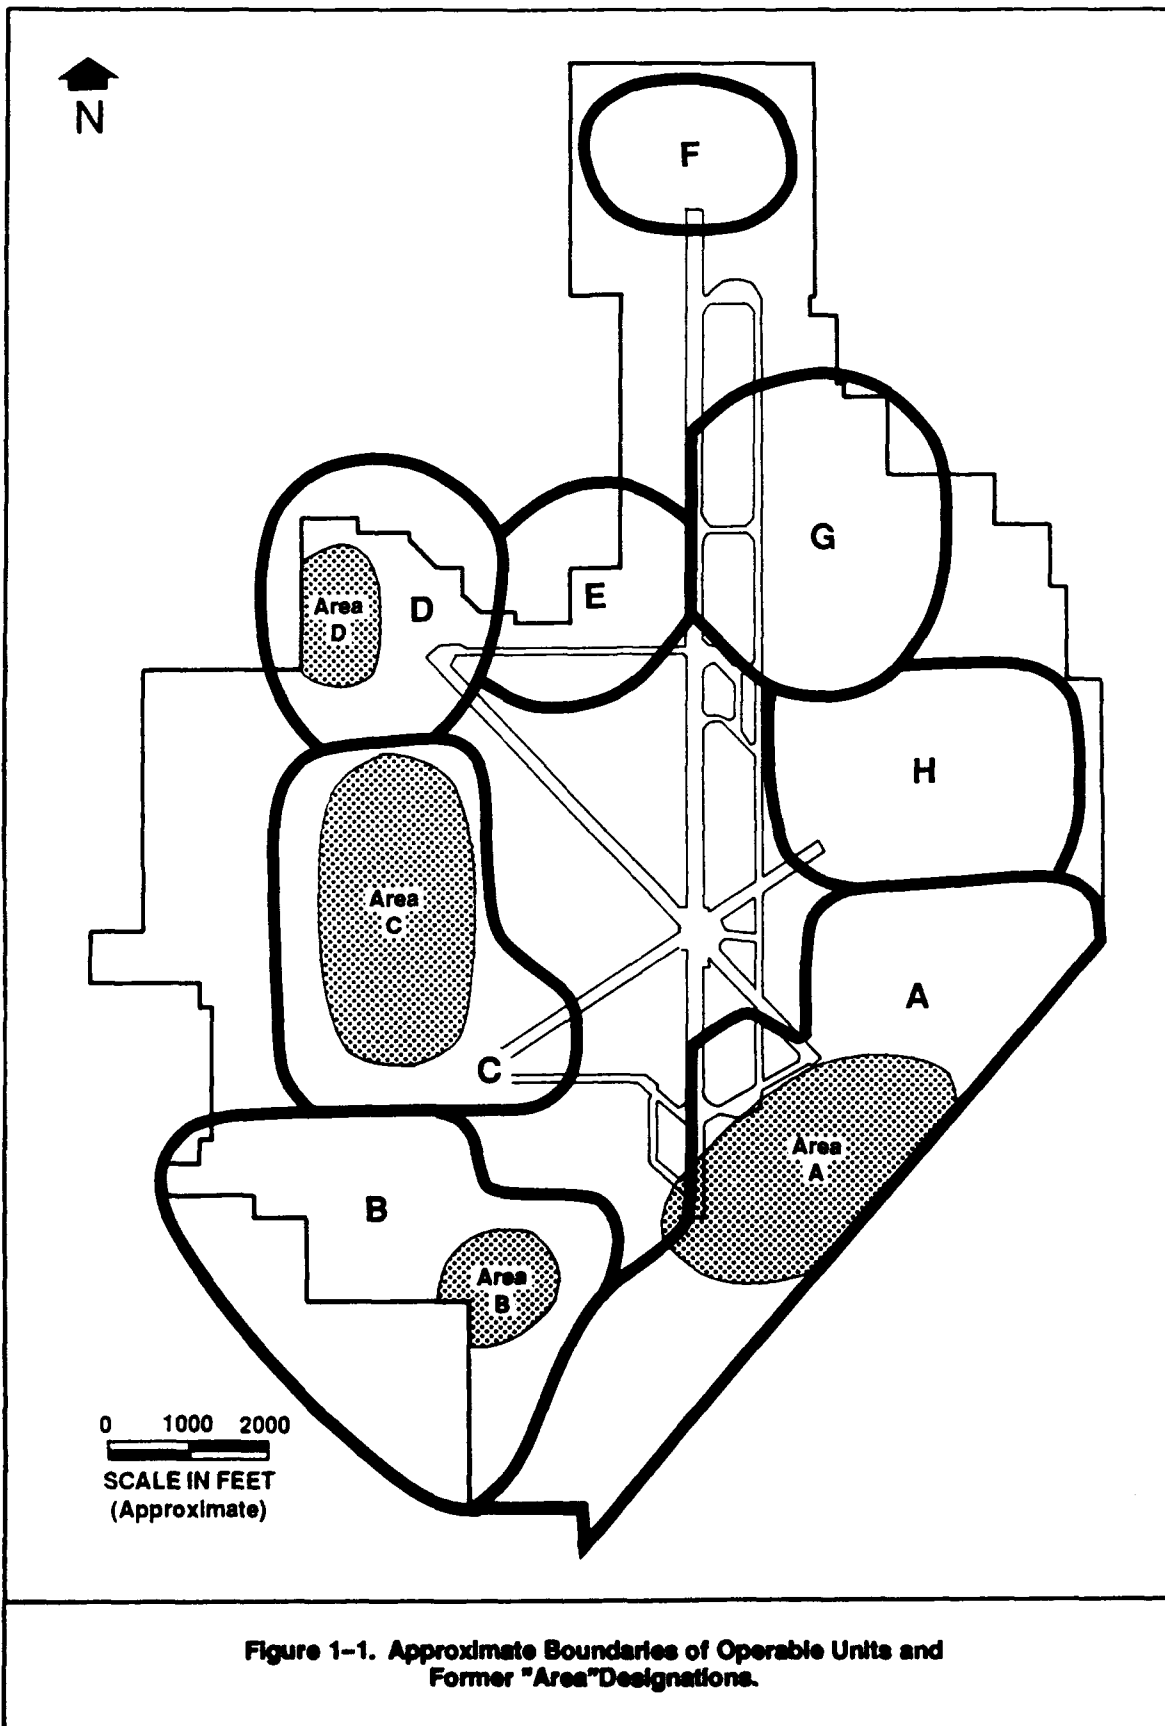 N
F
G
E
Area
D
D
H
Area
C
A
C
Area
A
B
Area
B
0 1000 2000
SCALE IN FEET
(Approximate)
Figure 1-1. Approximate Boundaries of Operable Units and
Former "Area"Designations.